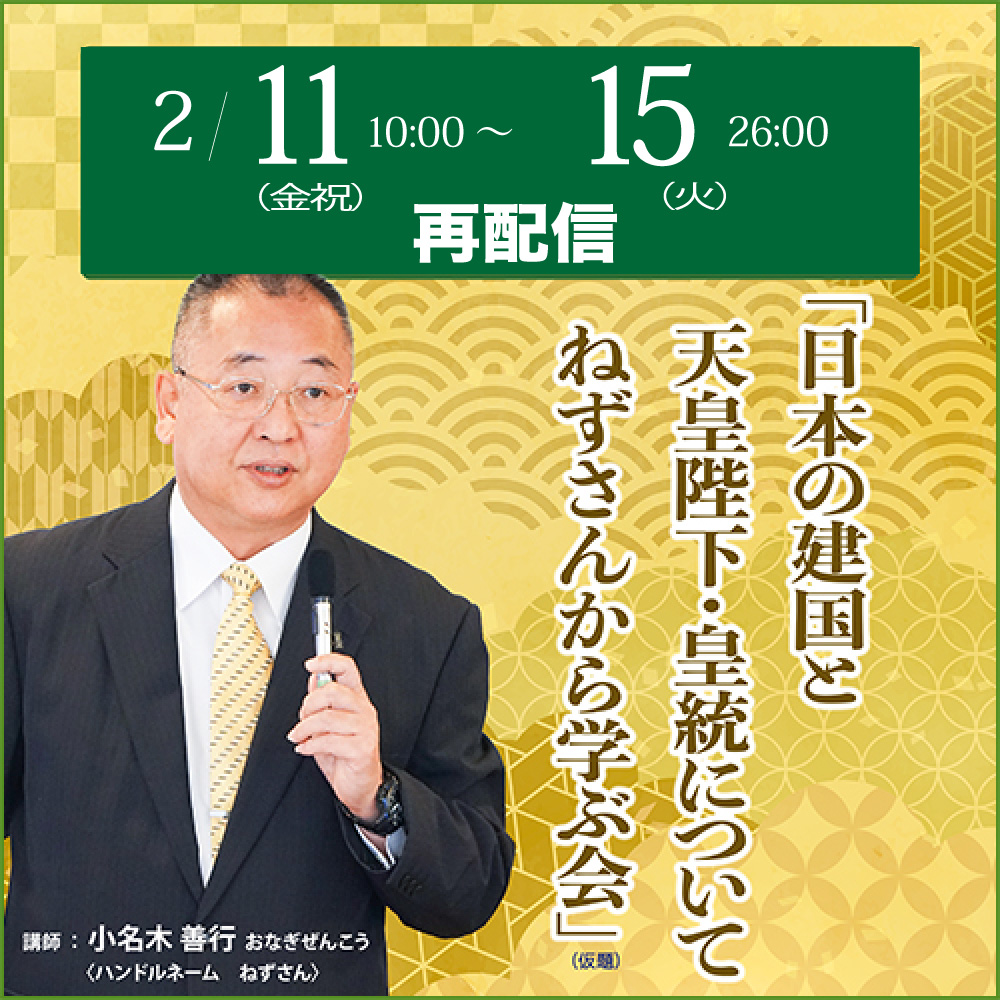 2/11 10:00～15 26:00
(金祝) (火)
再配信
「日本の建国と
天皇陛下・皇統について
ねずさんから学ぶ会」
(仮題)
講師 : 小名木 善行 おなぎぜんこう
〈ハンドルネーム ねずさん〉